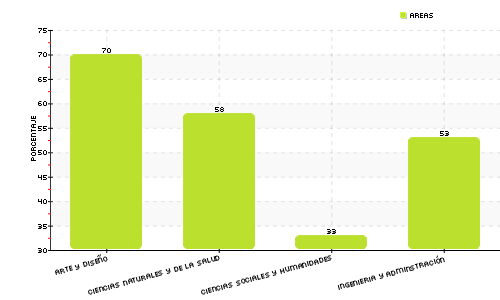 AREAS
75
70
65
60
55
50
45
40
35
30
PORCENTAJE
70
58
33
53
ARTE Y DISEÑO
CIENCIAS NATURALES Y DE LA SALUD
CIENCIAS SOCIALES Y HUMANIDADES
INGENIERIA Y ADMINSTRACIÓN